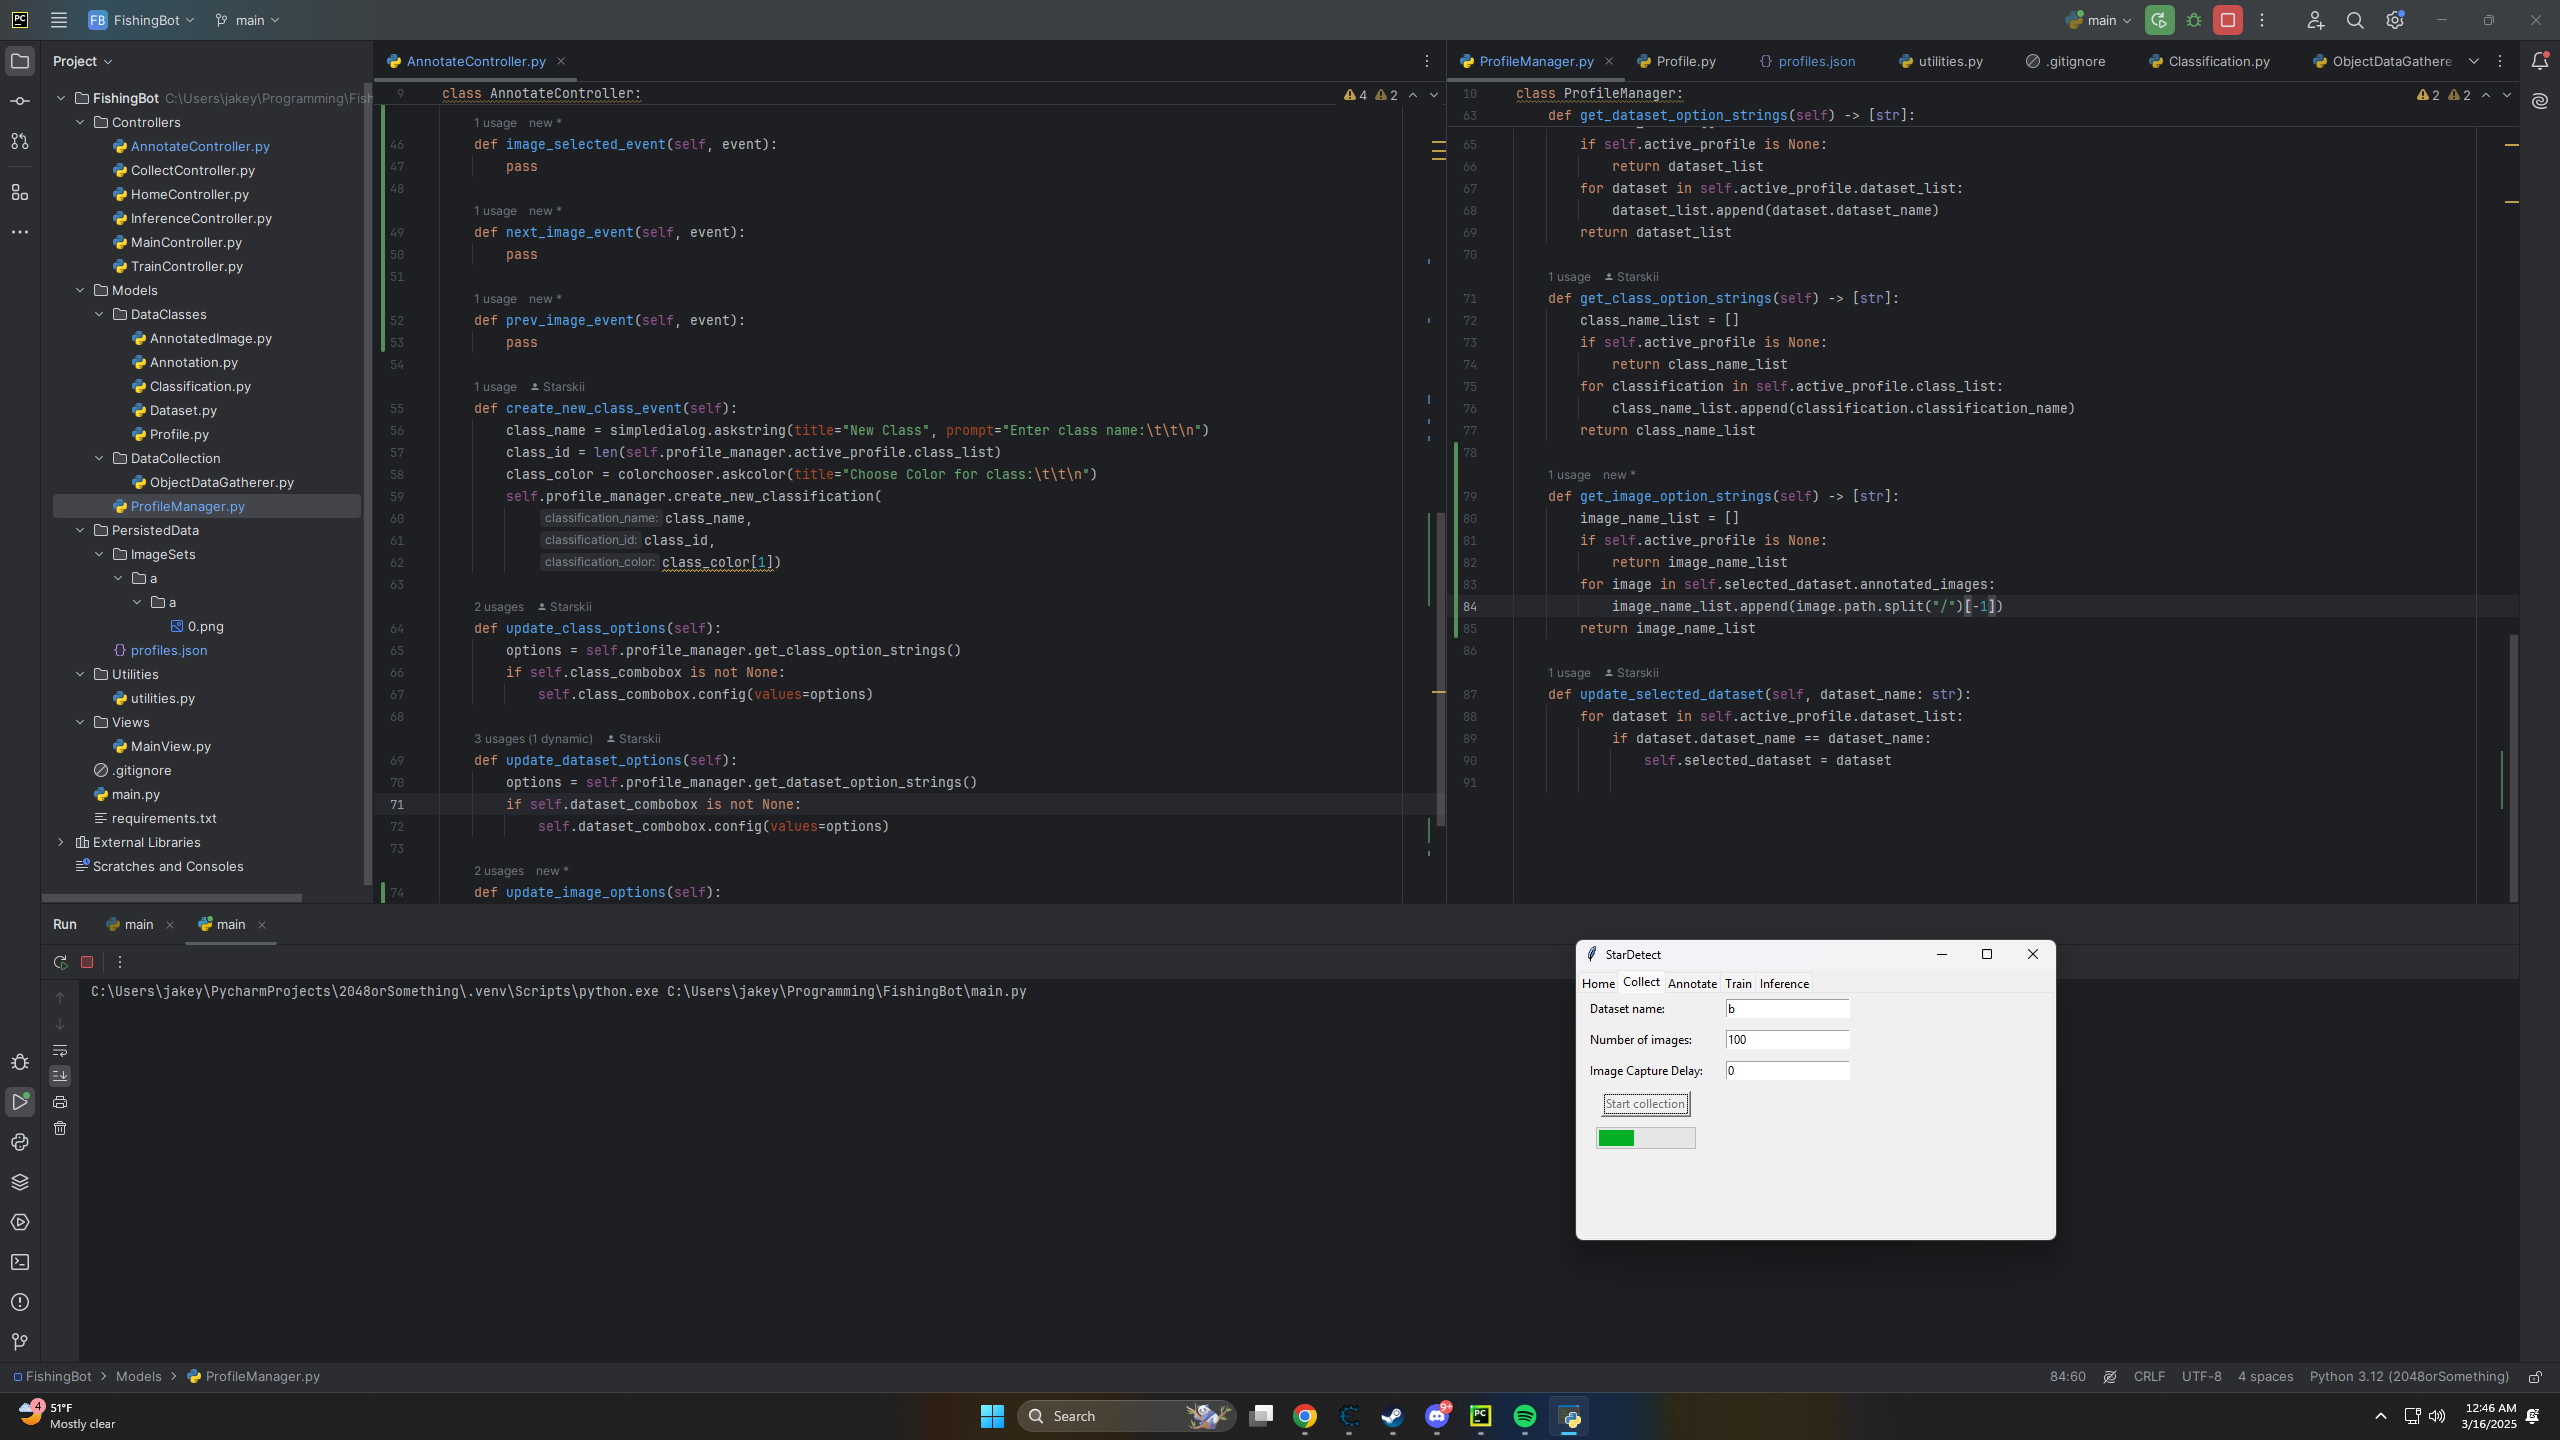 FB FishingBot main
main
Project
FishingBot C:\Users\jakey\Programming\Fish
Controllers
AnnotateController.py
CollectController.py
HomeController.py
InferenceController.py
MainController.py
TrainController.py
Models
DataClasses
AnnotatedImage.py
Annotation.py
Classification.py
Dataset.py
Profile.py
DataCollection
ObjectDataGatherer.py
ProfileManager.py
PersistedData
ImageSets
a
a
0.png
profiles.json
Utilities
utilities.py
Views
MainView.py
.gitignore
main.py
requirements.txt
External Libraries
Scratches and Consoles
AnnotateController.py
9 class AnnotateController:
4 2
1 usage new *
46 def image_selected_event(self, event):
47 pass
48
1 usage new *
49 def next_image_event(self, event):
50 pass
51
1 usage new *
52 def prev_image_event(self, event):
53 pass
54
1 usage Starskii
55 def create_new_class_event(self):
56 class_name = simpledialog.askstring(title="New Class", prompt="Enter class name:\t\t\n")
57 class_id = len(self.profile_manager.active_profile.class_list)
58 class_color = colorchooser.askcolor(title="Choose Color for class:\t\t\n")
59 self.profile_manager.create_new_classification(
60 classification_name: class_name,
61 classification_id: class_id,
62 classification_color: class_color[1])
63
2 usages Starskii
64 def update_class_options(self):
65 options = self.profile_manager.get_class_option_strings()
66 if self.class_combobox is not None:
67 self.class_combobox.config(values=options)
68
3 usages (1 dynamic) Starskii
69 def update_dataset_options(self):
70 options = self.profile_manager.get_dataset_option_strings()
71 if self.dataset_combobox is not None:
72 self.dataset_combobox.config(values=options)
73
2 usages new *
74 def update_image_options(self):
ProfileManager.py Profile.py profiles.json utilities.py .gitignore Classification.py ObjectDataGathere
10 class ProfileManager:
2 2
63 def get_dataset_option_strings(self) -> [str]:
65 if self.active_profile is None:
66 return dataset_list
67 for dataset in self.active_profile.dataset_list:
68 dataset_list.append(dataset.dataset_name)
69 return dataset_list
70
1 usage Starskii
71 def get_class_option_strings(self) -> [str]:
72 class_name_list = []
73 if self.active_profile is None:
74 return class_name_list
75 for classification in self.active_profile.class_list:
76 class_name_list.append(classification.classification_name)
77 return class_name_list
78
1 usage new *
79 def get_image_option_strings(self) -> [str]:
80 image_name_list = []
81 if self.active_profile is None:
82 return image_name_list
83 for image in self.selected_dataset.annotated_images:
84 image_name_list.append(image.path.split("/")[-1])
85 return image_name_list
86
1 usage Starskii
87 def update_selected_dataset(self, dataset_name: str):
88 for dataset in self.active_profile.dataset_list:
89 if dataset.dataset_name == dataset_name:
90 self.selected_dataset = dataset
91
Run main main
C:\Users\jakey\PycharmProjects\2048orSomething\.venv\Scripts\python.exe C:\Users\jakey\Programming\FishingBot\main.py
StarDetect
Home Collect Annotate Train Inference
Dataset name: b
Number of images: 100
Image Capture Delay: 0
Start collection
FishingBot Models ProfileManager.py
84:60 CRLF UTF-8 4 spaces Python 3.12 (2048orSomething)
4
51°F
Mostly clear
Search
9+
PC
12:46 AM
3/16/2025